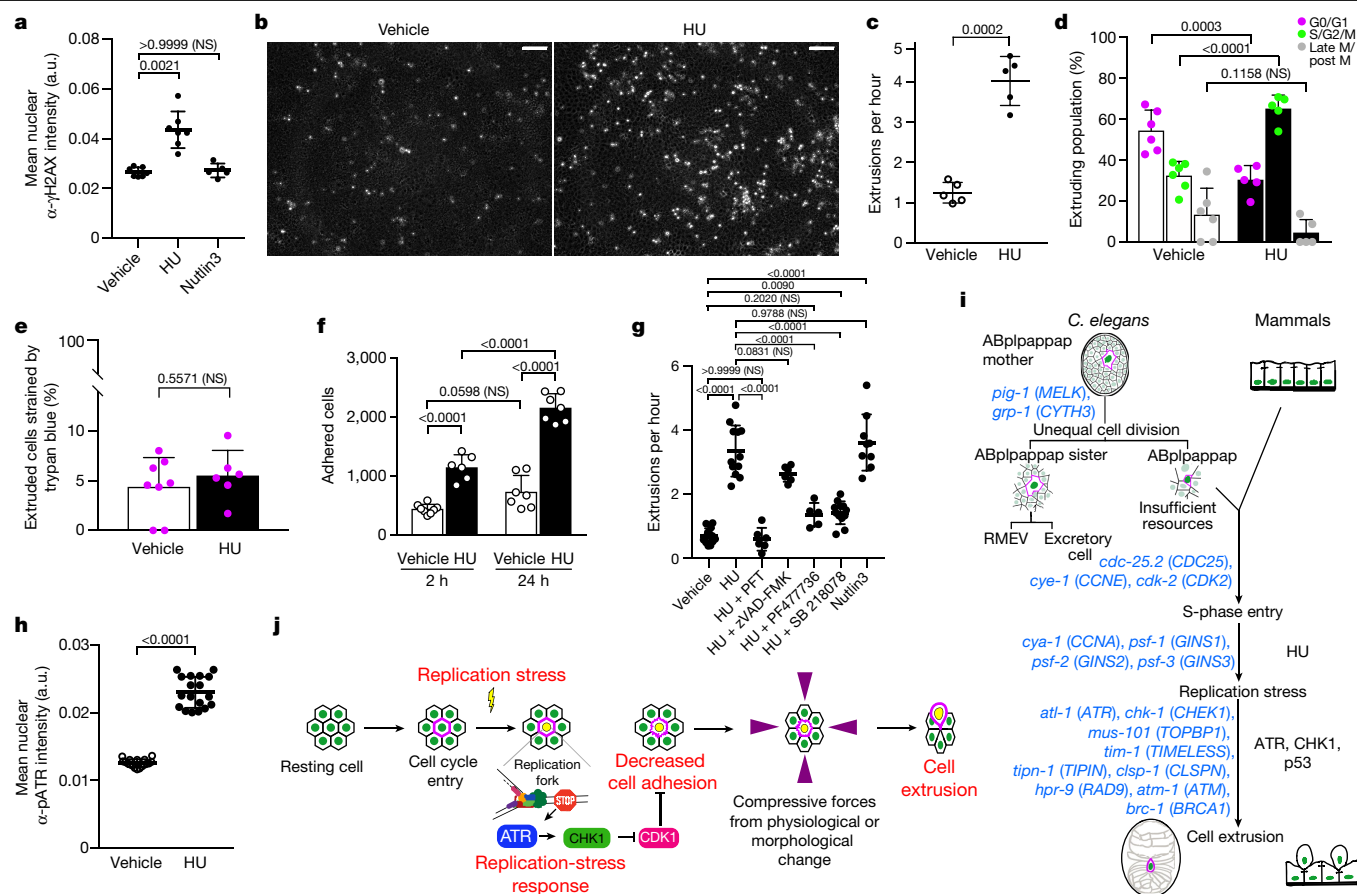 a
0.08
0.06
0.04
0.02
0
Mean nuclear
α-γH2AX intensity (a.u.)
>0.9999 (NS)
0.0021
Vehicle
HU
Nutlin3
b
Vehicle
HU
c
5
4
3
2
1
0
Extrusions per hour
0.0002
Vehicle
HU
d
100
80
60
40
20
0
Extruding population (%)
0.0003
<0.0001
0.1158 (NS)
G0/G1
S/G2/M
Late M/
post M
Vehicle
HU
e
100
10
5
0
Extruded cells strained by
trypan blue (%)
0.5571 (NS)
Vehicle
HU
f
3,000
2,000
1,000
0
Adhered cells
<0.0001
<0.0001
0.0598 (NS)
<0.0001
Vehicle HU
Vehicle HU
2 h
24 h
g
<0.0001
0.0090
0.2020 (NS)
0.9788 (NS)
<0.0001
<0.0001
0.0831 (NS)
>0.9999 (NS)
<0.0001
<0.0001
6
4
2
0
Extrusions per hour
Vehicle
HU
HU + PFT
HU + zVAD-FMK
HU + PF477736
HU + SB 218078
Nutlin3
h
0.03
0.02
0.01
0
Mean nuclear
α-pATR intensity (a.u.)
<0.0001
Vehicle
HU
i
C. elegans
Mammals
ABplpappap
mother
pig-1 (MELK),
grp-1 (CYTH3)
Unequal cell division
ABplpappap sister
ABplpappap
Insufficient
resources
RMEV
Excretory
cell
cdc-25.2 (CDC25),
cye-1 (CCNE), cdk-2 (CDK2)
S-phase entry
cya-1 (CCNA), psf-1 (GINS1),
psf-2 (GINS2), psf-3 (GINS3)
HU
Replication stress
atl-1 (ATR), chk-1 (CHEK1),
mus-101 (TOPBP1),
tim-1 (TIMELESS),
tipn-1 (TIPIN), clsp-1 (CLSPN),
hpr-9 (RAD9), atm-1 (ATM),
brc-1 (BRCA1)
ATR, CHK1,
p53
Cell extrusion
j
Replication stress
Resting cell
Cell cycle
entry
Replication
fork
STOP
ATR
CHK1
CDK1
Replication-stress
response
Decreased
cell adhesion
Compressive forces
from physiological or
morphological
change
Cell
extrusion